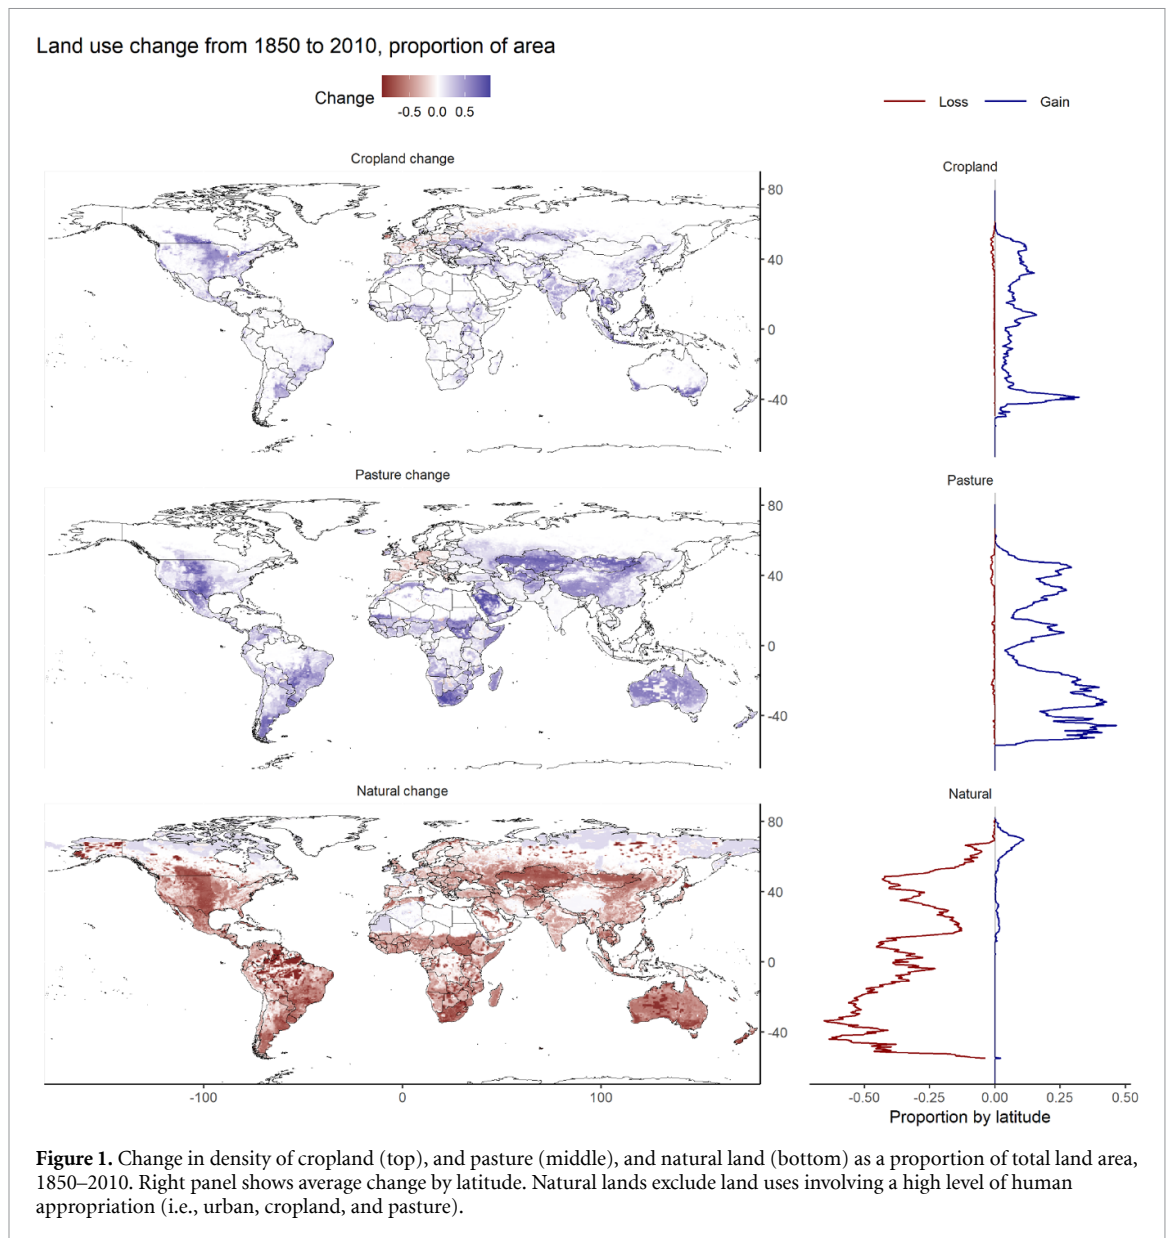 Land use change from 1850 to 2010, proportion of area
Change
-0.5 0.0 0.5
Loss Gain
Cropland change
Cropland
80
40
0
-40
Pasture change
Pasture
80
40
0
-40
Natural change
Natural
80
40
0
-40
-100 0 100
-0.50 -0.25 0.00 0.25 0.50
Proportion by latitude
Figure 1. Change in density of cropland (top), and pasture (middle), and natural land (bottom) as a proportion of total land area,
1850–2010. Right panel shows average change by latitude. Natural lands exclude land uses involving a high level of human
appropriation (i.e., urban, cropland, and pasture).